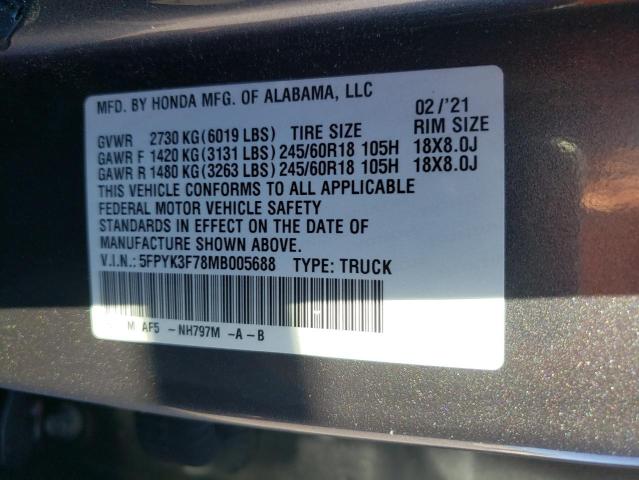 MFD. BY HONDA MFG. OF ALABAMA, LLC 02/'21
GVWR 2730 KG(6019 LBS) TIRE SIZE RIM SIZE
GAWR F 1420 KG(3131 LBS) 245/60R18 105H 18X8.0J
GAWR R 1480 KG(3263 LBS) 245/60R18 105H 18X8.0J
THIS VEHICLE CONFORMS TO ALL APPLICABLE
FEDERAL MOTOR VEHICLE SAFETY
STANDARDS IN EFFECT ON THE DATE OF
MANUFACTURE SHOWN ABOVE.
V.I.N.: 5FPYK3F78MB005688 TYPE: TRUCK
M AF5 -NH797M -A-B